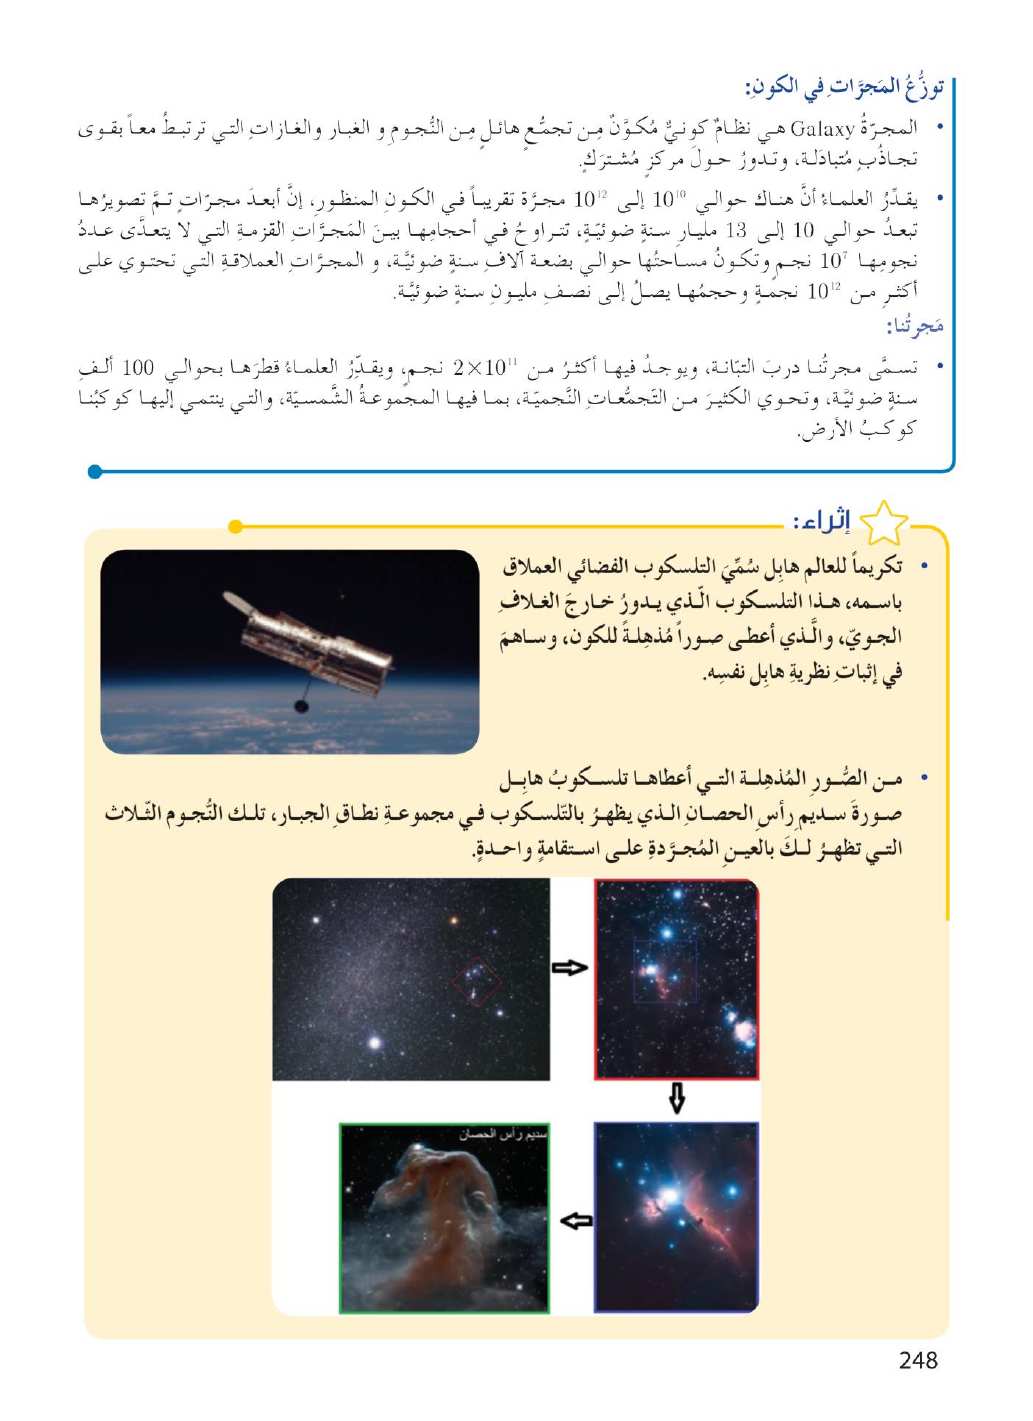 توزُّعُ المَجرَّاتِ في الكونِ:
• المجرّةُ Galaxy هي نظامٌ كونيٌّ مُكوَّنٌ مِن تجمُّعٍ هائلٍ مِن النُّجومِ و الغبار والغازاتِ التي ترتبطُ معاً بقوى
تجاذُبٍ مُتبادَلة، وتدورُ حولَ مركزٍ مُشترَكٍ.
• يقدِّرُ العلماءُ أنَّ هناك حوالي 10¹⁰ إلى 10¹² مجرَّة تقريباً في الكونِ المنظورِ، إنَّ أبعدَ مجرّاتٍ تمَّ تصويرُها
تبعدُ حوالي 10 إلى 13 مليارِ سنةٍ ضوئيّةٍ، تتراوحُ في أحجامِها بينَ المَجرَّاتِ القزمةِ التي لا يتعدَّى عددُ
نجومِها 10⁷ نجمٍ وتكونُ مساحتُها حوالي بضعةَ آلافِ سنةٍ ضوئيَّة، و المجرَّاتِ العملاقةِ التي تحتوي على
أكثرِ من 10¹² نجمةٍ وحجمُها يصلُ إلى نصفِ مليونِ سنةٍ ضوئيَّة.
مَجرتُنا:
• تسمَّى مجرتُنا دربَ التبّانة، ويوجدُ فيها أكثرُ من 2×10¹¹ نجمٍ، ويقدِّرُ العلماءُ قطرَها بحوالي 100 ألفِ
سنةٍ ضوئيَّة، وتحوي الكثيرَ من التّجمُّعاتِ النَّجميّة، بما فيها المجموعةُ الشَّمسيّة، والتي ينتمي إليها كوكبُنا
كوكبُ الأرض.
إثراء:
• تكريماً للعالم هابِل سُمِّيَ التلسكوب الفضائي العملاق
باسمه، هذا التلسكوب الّذي يدورُ خارجَ الغلافِ
الجويّ، والَّذي أعطى صوراً مُذهِلةً للكون، وساهمَ
في إثباتِ نظريةِ هابِل نفسِه.
• من الصُّورِ المُذهِلة التي أعطاها تلسكوبُ هابِل
صورةَ سديمِ رأسِ الحصانِ الذي يظهرُ بالتّلسكوب في مجموعةِ نطاقِ الجبار، تلك النُّجوم الثّلاث
التي تظهرُ لكَ بالعينِ المُجرَّدةِ على استقامةٍ واحدةٍ.
سديم رأس الحصان
248